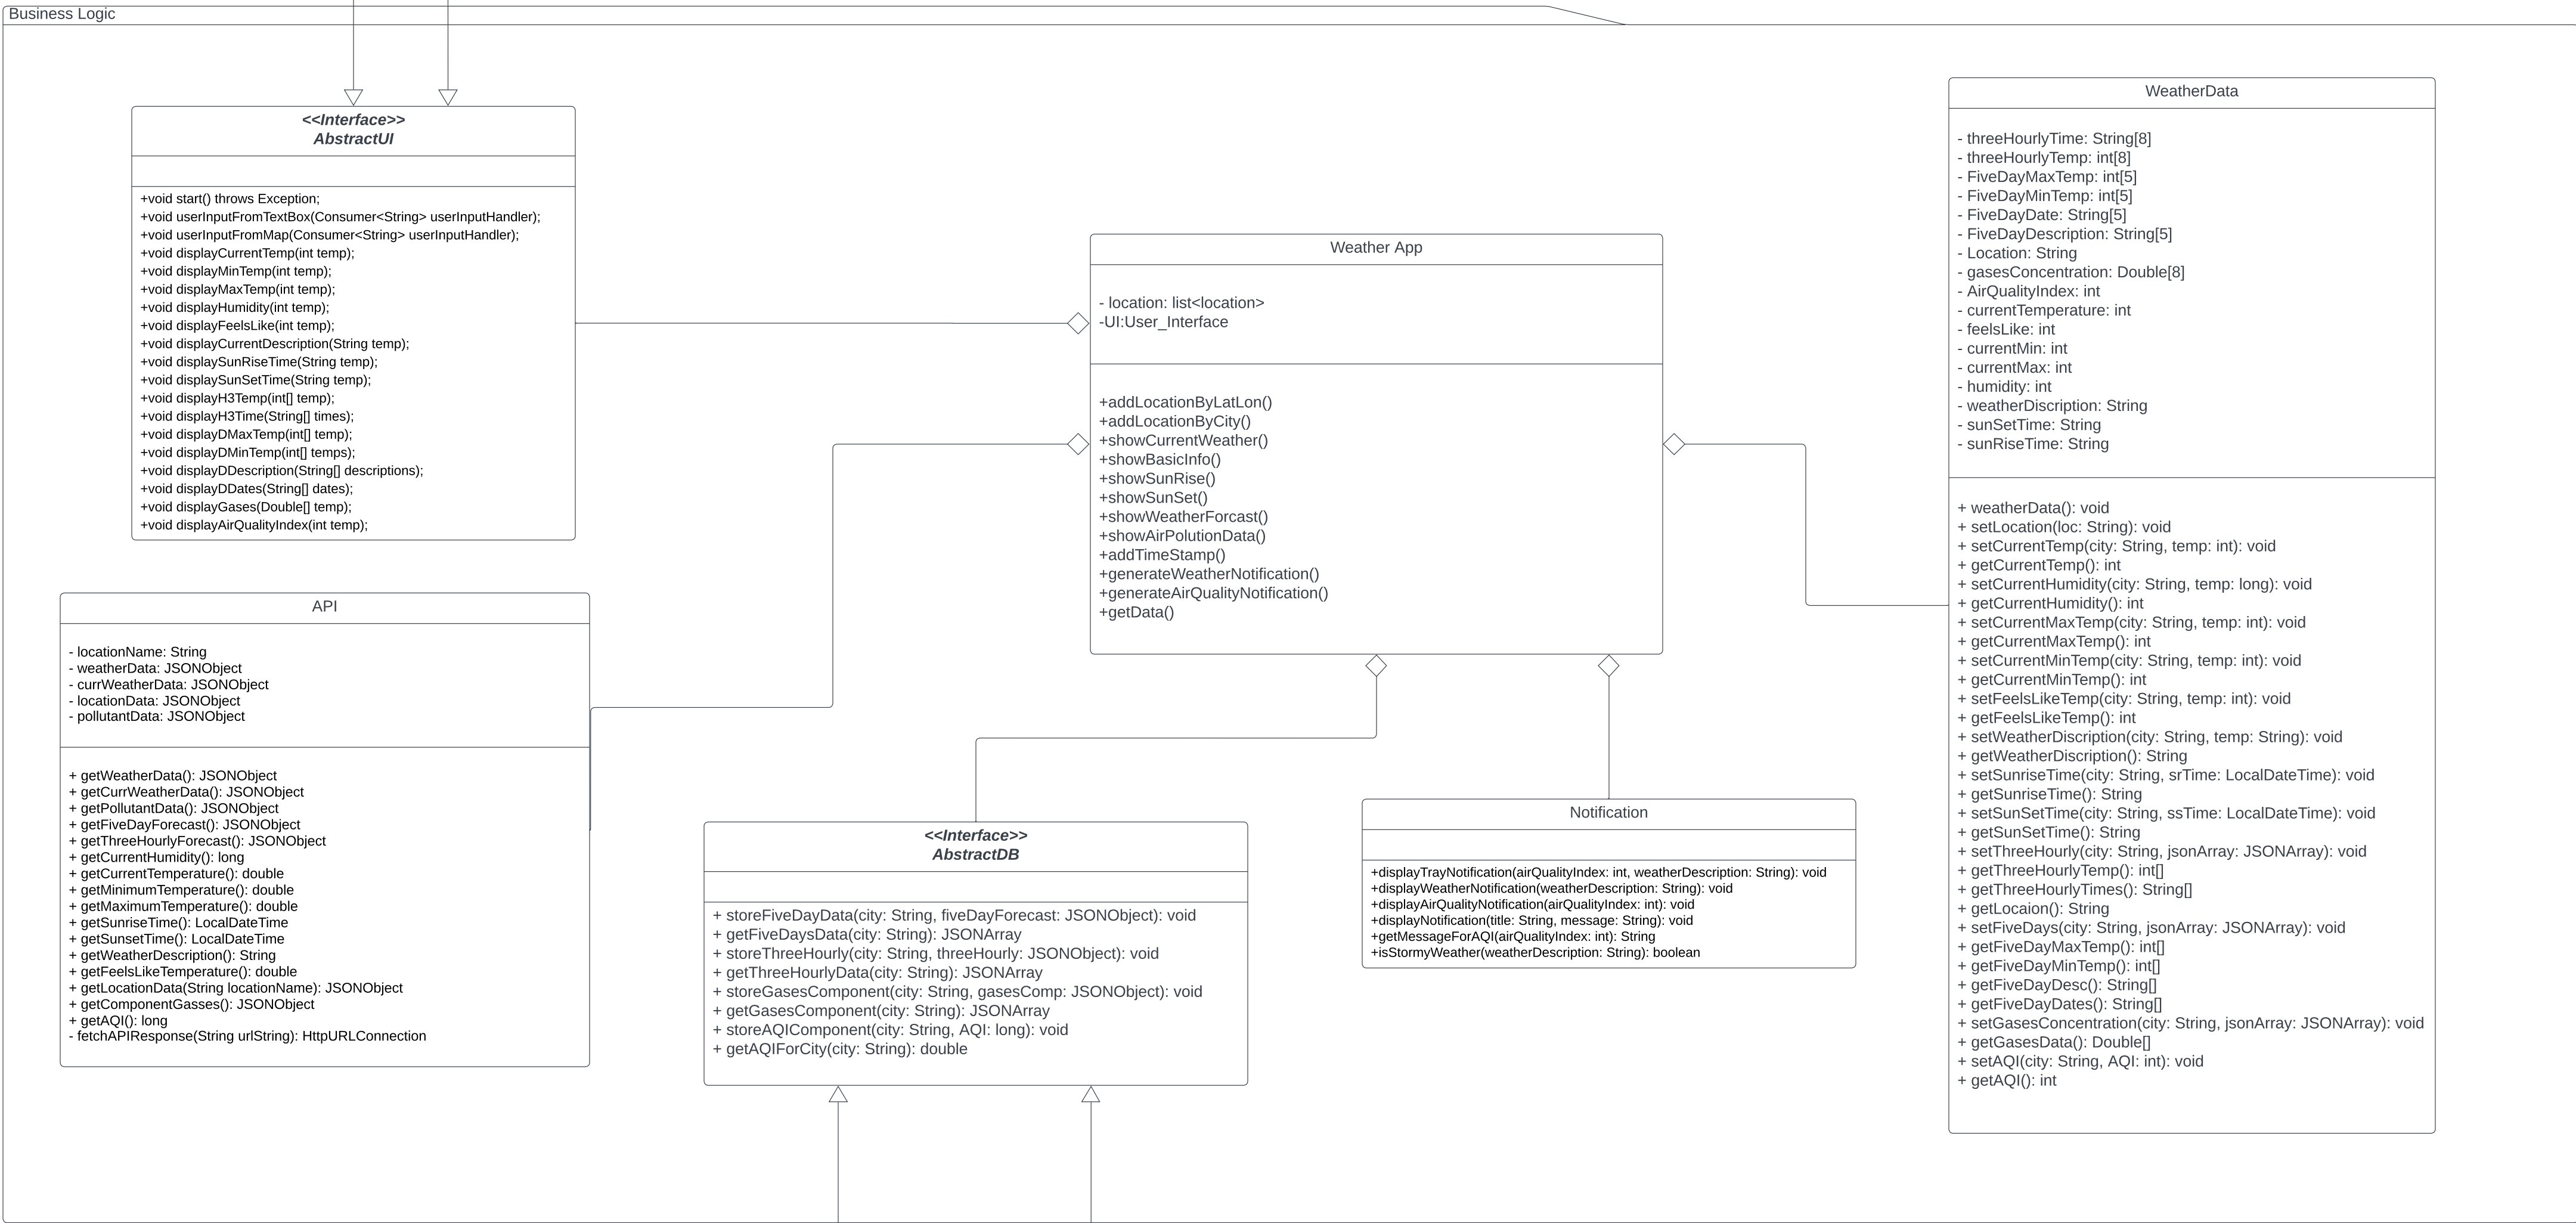 Business Logic
<<Interface>>
AbstractUI
+void start() throws Exception;
+void userInputFromTextBox(Consumer<String> userInputHandler);
+void userInputFromMap(Consumer<String> userInputHandler);
+void displayCurrentTemp(int temp);
+void displayMinTemp(int temp);
+void displayMaxTemp(int temp);
+void displayHumidity(int temp);
+void displayFeelsLike(int temp);
+void displayCurrentDescription(String temp);
+void displaySunRiseTime(String temp);
+void displaySunSetTime(String temp);
+void displayH3Temp(int[] temp);
+void displayH3Time(String[] times);
+void displayDMaxTemp(int[] temp);
+void displayDMinTemp(int[] temps);
+void displayDDescription(String[] descriptions);
+void displayDDates(String[] dates);
+void displayGases(Double[] temp);
+void displayAirQualityIndex(int temp);
API
- locationName: String
- weatherData: JSONObject
- currWeatherData: JSONObject
- locationData: JSONObject
- pollutantData: JSONObject
+ getWeatherData(): JSONObject
+ getCurrWeatherData(): JSONObject
+ getPollutantData(): JSONObject
+ getFiveDayForecast(): JSONObject
+ getThreeHourlyForecast(): JSONObject
+ getCurrentHumidity(): long
+ getCurrentTemperature(): double
+ getMinimumTemperature(): double
+ getMaximumTemperature(): double
+ getSunriseTime(): LocalDateTime
+ getSunsetTime(): LocalDateTime
+ getWeatherDescription(): String
+ getFeelsLikeTemperature(): double
+ getLocationData(String locationName): JSONObject
+ getComponentGasses(): JSONObject
+ getAQI(): long
- fetchAPIResponse(String urlString): HttpURLConnection
Weather App
- location: list<location>
-UI:User_Interface
+addLocationByLatLon()
+addLocationByCity()
+showCurrentWeather()
+showBasicInfo()
+showSunRise()
+showSunSet()
+showWeatherForcast()
+showAirPolutionData()
+addTimeStamp()
+generateWeatherNotification()
+generateAirQualityNotification()
+getData()
<<Interface>>
AbstractDB
+ storeFiveDayData(city: String, fiveDayForecast: JSONObject): void
+ getFiveDaysData(city: String): JSONArray
+ storeThreeHourly(city: String, threeHourly: JSONObject): void
+ getThreeHourlyData(city: String): JSONArray
+ storeGasesComponent(city: String, gasesComp: JSONObject): void
+ getGasesComponent(city: String): JSONArray
+ storeAQIComponent(city: String, AQI: long): void
+ getAQIForCity(city: String): double
Notification
+displayTrayNotification(airQualityIndex: int, weatherDescription: String): void
+displayWeatherNotification(weatherDescription: String): void
+displayAirQualityNotification(airQualityIndex: int): void
+displayNotification(title: String, message: String): void
+getMessageForAQI(airQualityIndex: int): String
+isStormyWeather(weatherDescription: String): boolean
WeatherData
- threeHourlyTime: String[8]
- threeHourlyTemp: int[8]
- FiveDayMaxTemp: int[5]
- FiveDayMinTemp: int[5]
- FiveDayDate: String[5]
- FiveDayDescription: String[5]
- Location: String
- gasesConcentration: Double[8]
- AirQualityIndex: int
- currentTemperature: int
- feelsLike: int
- currentMin: int
- currentMax: int
- humidity: int
- weatherDiscription: String
- sunSetTime: String
- sunRiseTime: String
+ weatherData(): void
+ setLocation(loc: String): void
+ setCurrentTemp(city: String, temp: int): void
+ getCurrentTemp(): int
+ setCurrentHumidity(city: String, temp: long): void
+ getCurrentHumidity(): int
+ setCurrentMaxTemp(city: String, temp: int): void
+ getCurrentMaxTemp(): int
+ setCurrentMinTemp(city: String, temp: int): void
+ getCurrentMinTemp(): int
+ setFeelsLikeTemp(city: String, temp: int): void
+ getFeelsLikeTemp(): int
+ setWeatherDiscription(city: String, temp: String): void
+ getWeatherDiscription(): String
+ setSunriseTime(city: String, srTime: LocalDateTime): void
+ getSunriseTime(): String
+ setSunSetTime(city: String, ssTime: LocalDateTime): void
+ getSunSetTime(): String
+ setThreeHourly(city: String, jsonArray: JSONArray): void
+ getThreeHourlyTemp(): int[]
+ getThreeHourlyTimes(): String[]
+ getLocaion(): String
+ setFiveDays(city: String, jsonArray: JSONArray): void
+ getFiveDayMaxTemp(): int[]
+ getFiveDayMinTemp(): int[]
+ getFiveDayDesc(): String[]
+ getFiveDayDates(): String[]
+ setGasesConcentration(city: String, jsonArray: JSONArray): void
+ getGasesData(): Double[]
+ setAQI(city: String, AQI: int): void
+ getAQI(): int